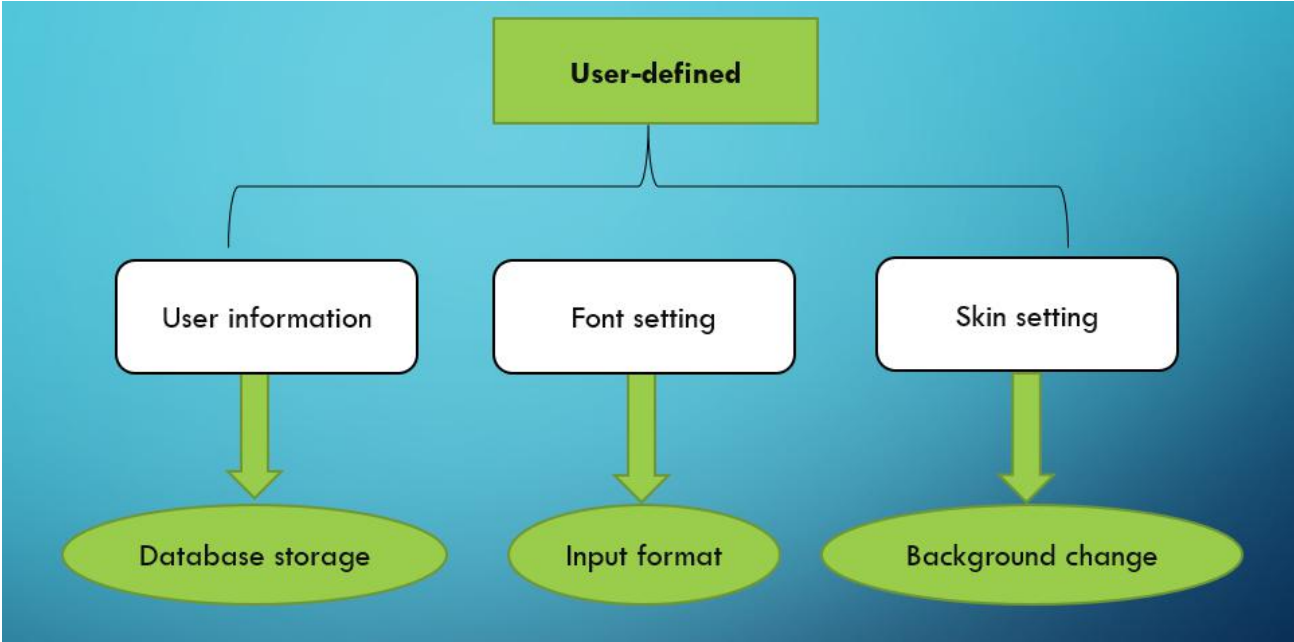 User-defined
User information
Font setting
Skin setting
Database storage
Input format
Background change